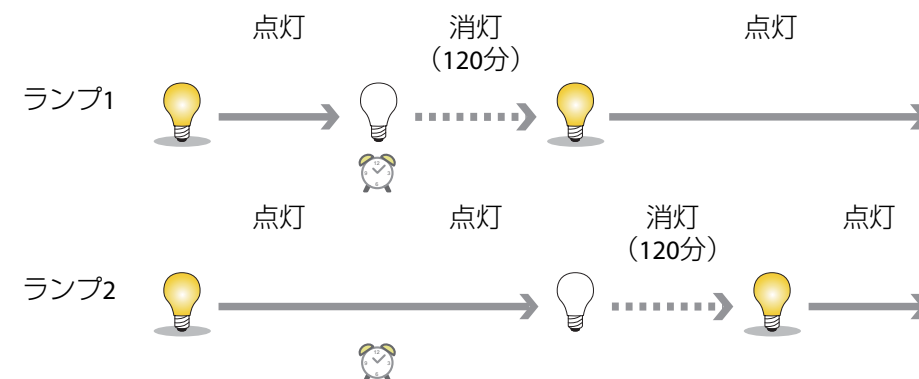 点灯 消灯 点灯
（120分）
ランプ1
点灯 点灯 消灯 点灯
（120分）
ランプ2